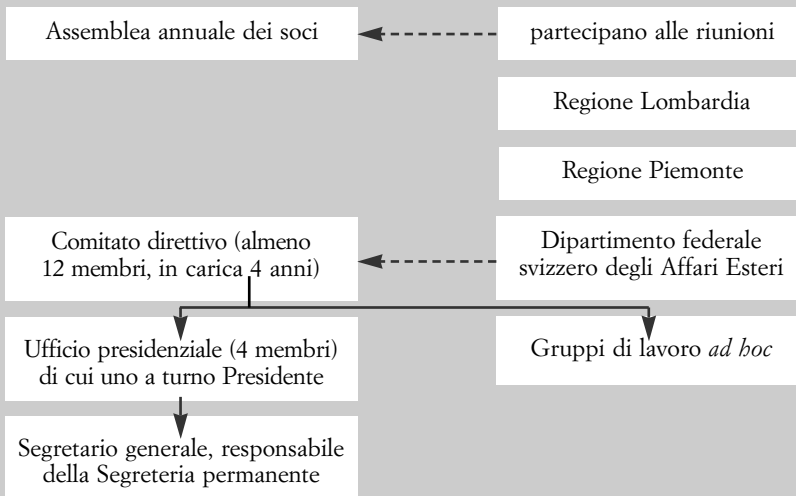 Assemblea annuale dei soci
partecipano alle riunioni
Regione Lombardia
Regione Piemonte
Comitato direttivo (almeno
12 membri, in carica 4 anni)
Dipartimento federale
svizzero degli Affari Esteri
Ufficio presidenziale (4 membri)
di cui uno a turno Presidente
Gruppi di lavoro ad hoc
Segretario generale, responsabile
della Segreteria permanente